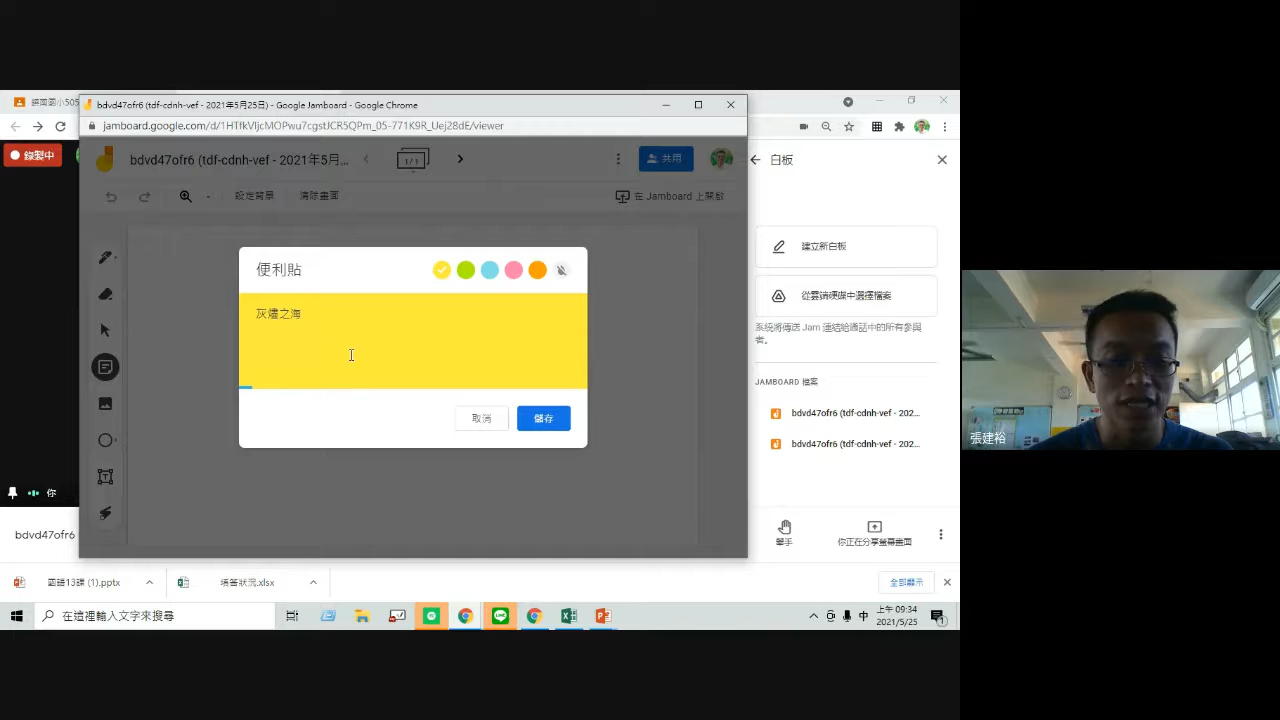 bdvd47ofr6 (tdf-cdnh-vef - 2021年5月25日) - Google Jamboard - Google Chrome
jamboard.google.com/d/1HTfkVljcMOPwu7cgstJCR5QPm_05-771K9R_Uej28dE/viewer
錄製中
bdvd47ofr6 (tdf-cdnh-vef - 2021年5月...
1/1
共用
白板
設定背景
清除畫面
在 Jamboard 上開啟
便利貼
灰燼之海
取消
儲存
建立新白板
從雲端硬碟中選擇檔案
系統將傳送 Jam 連結給通話中的所有參與
者。
JAMBOARD 檔案
bdvd47ofr6 (tdf-cdnh-vef - 202...
bdvd47ofr6 (tdf-cdnh-vef - 202...
張建裕
你
bdvd47ofr6
舉手
你正在分享螢幕畫面
國語13課 (1).pptx
填答狀況.xlsx
全部顯示
在這裡輸入文字來搜尋
中
上午 09:34
2021/5/25